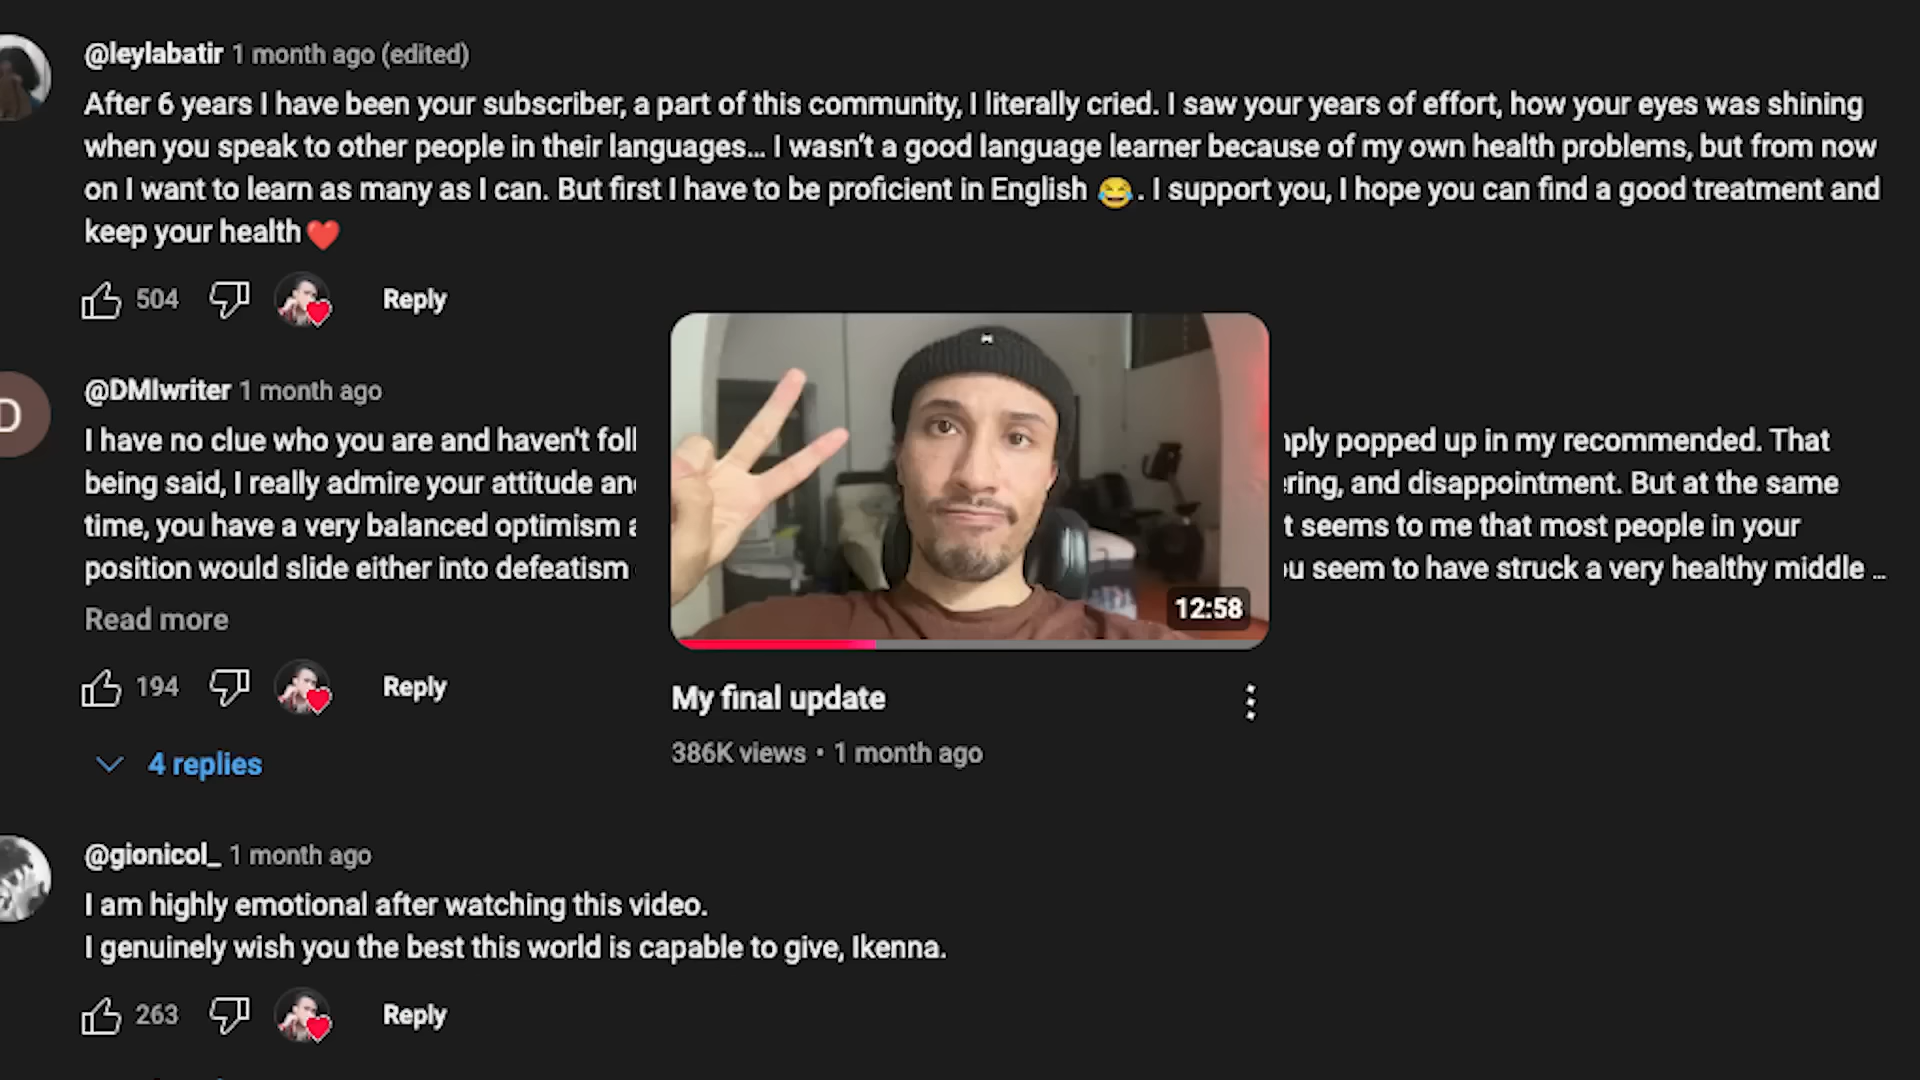 @leylabatir 1 month ago (edited)
After 6 years I have been your subscriber, a part of this community, I literally cried. I saw your years of effort, how your eyes was shining
when you speak to other people in their languages... I wasn't a good language learner because of my own health problems, but from now
on I want to learn as many as I can. But first I have to be proficient in English 😂. I support you, I hope you can find a good treatment and
keep your health❤️
504 Reply
D
@DMIwriter 1 month ago
I have no clue who you are and haven't popped up in my recommended. That
being said, I really admire your attitude and disappointment. But at the same
time, you have a very balanced optimism seems to me that most people in your
position would slide either into defeatism seem to have struck a very healthy middle ...
Read more
194 Reply
4 replies
12:58
My final update
386K views • 1 month ago
@gionicol_ 1 month ago
I am highly emotional after watching this video.
I genuinely wish you the best this world is capable to give, Ikenna.
263 Reply